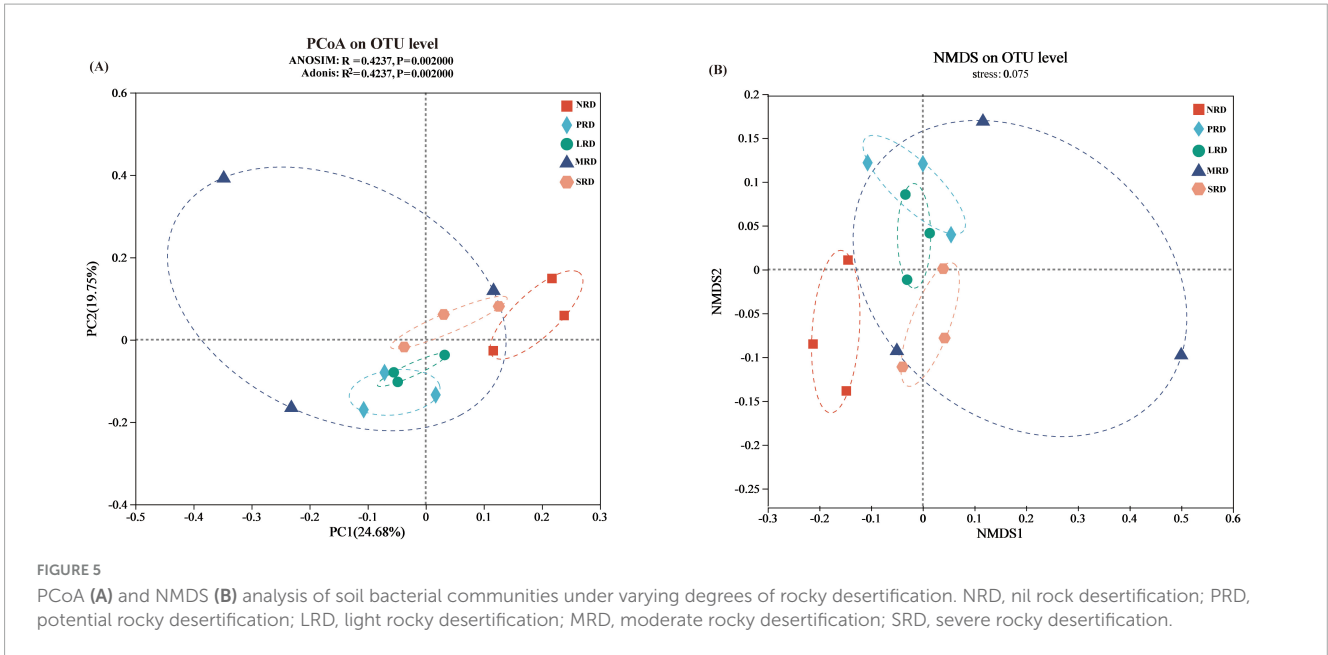 PCoA on OTU level
ANOSIM: R =0.4237, P=0.002000
Adonis: R²=0.4237, P=0.002000
(A)
0.6
0.4
0.2
0
-0.2
-0.4
PC2(19.75%)
-0.5
-0.4
-0.3
-0.2
-0.1
0
0.1
0.2
0.3
PC1(24.68%)
NRD
PRD
LRD
MRD
SRD
NMDS on OTU level
stress: 0.075
(B)
0.2
0.15
0.1
0.05
0
-0.05
-0.1
-0.15
-0.2
-0.25
NMDS2
-0.3
-0.2
-0.1
0
0.1
0.2
0.3
0.4
0.5
0.6
NMDS1
NRD
PRD
LRD
MRD
SRD
FIGURE 5
PCoA (A) and NMDS (B) analysis of soil bacterial communities under varying degrees of rocky desertification. NRD, nil rock desertification; PRD,
potential rocky desertification; LRD, light rocky desertification; MRD, moderate rocky desertification; SRD, severe rocky desertification.